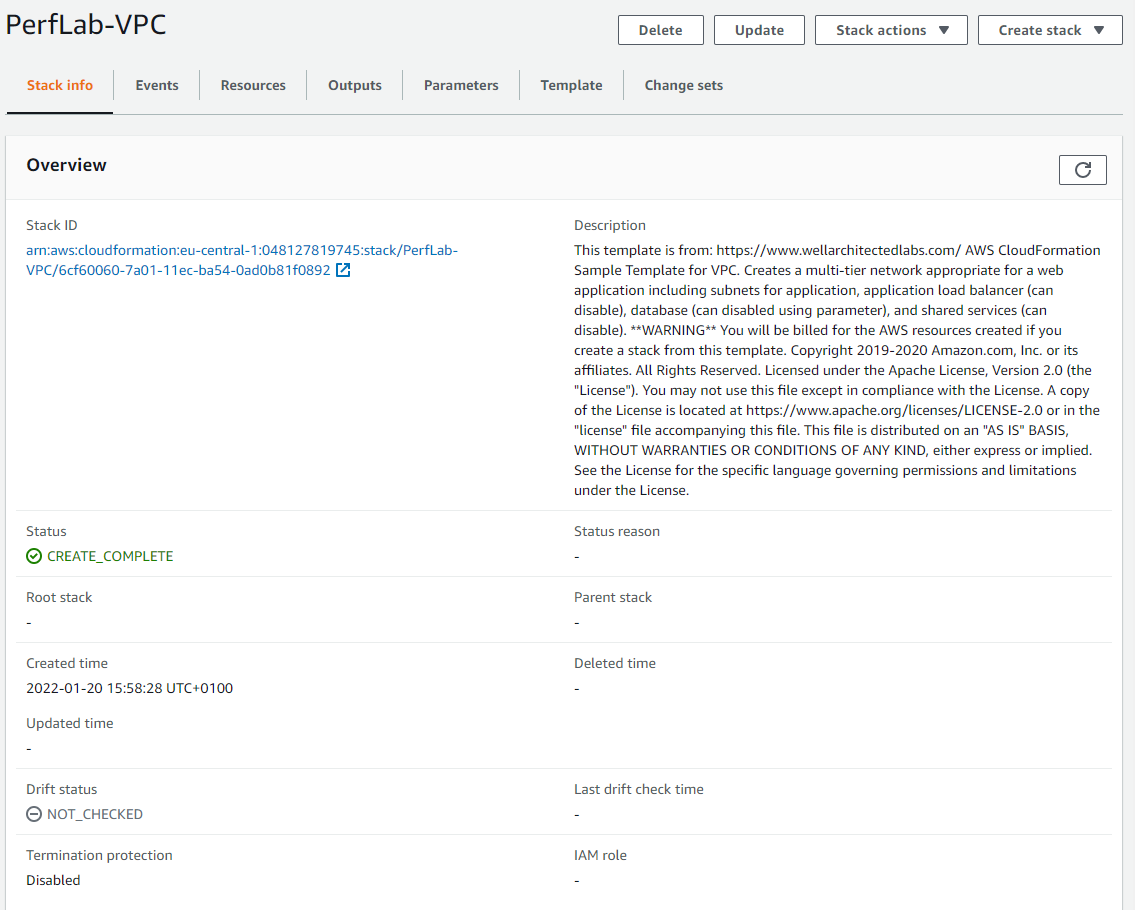 PerfLab-VPC
Delete
Update
Stack actions
Create stack
Stack info
Events
Resources
Outputs
Parameters
Template
Change sets
Overview
Stack ID
arn:aws:cloudformation:eu-central-1:048127819745:stack/PerfLab-
VPC/6cf60060-7a01-11ec-ba54-0ad0b81f0892
Description
This template is from: https://www.wellarchitectedlabs.com/ AWS CloudFormation
Sample Template for VPC. Creates a multi-tier network appropriate for a web
application including subnets for application, application load balancer (can
disable), database (can disabled using parameter), and shared services (can
disable). **WARNING** You will be billed for the AWS resources created if you
create a stack from this template. Copyright 2019-2020 Amazon.com, Inc. or its
affiliates. All Rights Reserved. Licensed under the Apache License, Version 2.0 (the
"License"). You may not use this file except in compliance with the License. A copy
of the License is located at https://www.apache.org/licenses/LICENSE-2.0 or in the
"license" file accompanying this file. This file is distributed on an "AS IS" BASIS,
WITHOUT WARRANTIES OR CONDITIONS OF ANY KIND, either express or implied.
See the License for the specific language governing permissions and limitations
under the License.
Status
CREATE_COMPLETE
Status reason
-
Root stack
-
Parent stack
-
Created time
2022-01-20 15:58:28 UTC+0100
Deleted time
-
Updated time
-
Drift status
NOT_CHECKED
Last drift check time
-
Termination protection
Disabled
IAM role
-